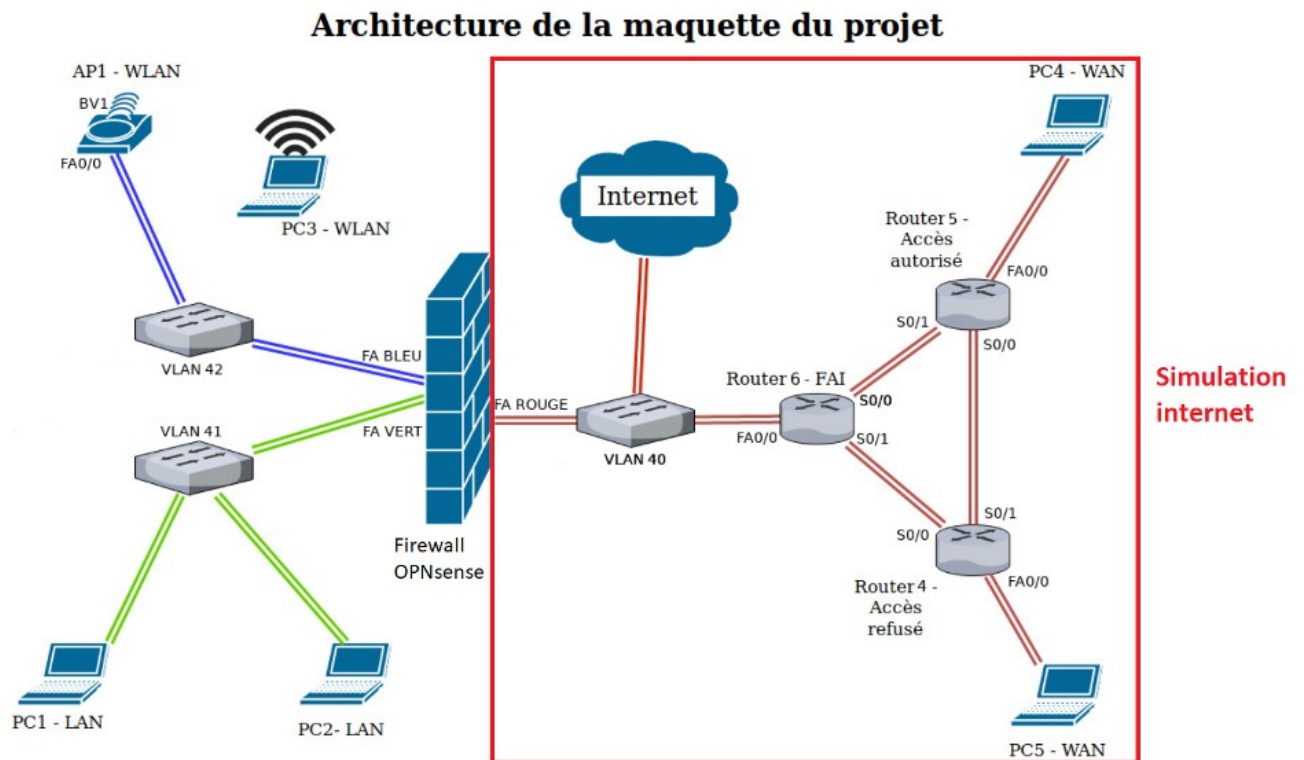 Architecture de la maquette du projet
AP1 - WLAN
BV1
FA0/0
PC3 - WLAN
VLAN 42
FA BLEU
VLAN 41
FA VERT
Firewall
OPNsense
PC1 - LAN
PC2- LAN
FA ROUGE
Internet
VLAN 40
Router 6 - FAI
FA0/0
S0/0
S0/1
PC4 - WAN
Router 5 -
Accès
autorisé
FA0/0
S0/1
S0/0
S0/1
S0/0
FA0/0
Router 4 -
Accès
refusé
PC5 - WAN
Simulation
internet